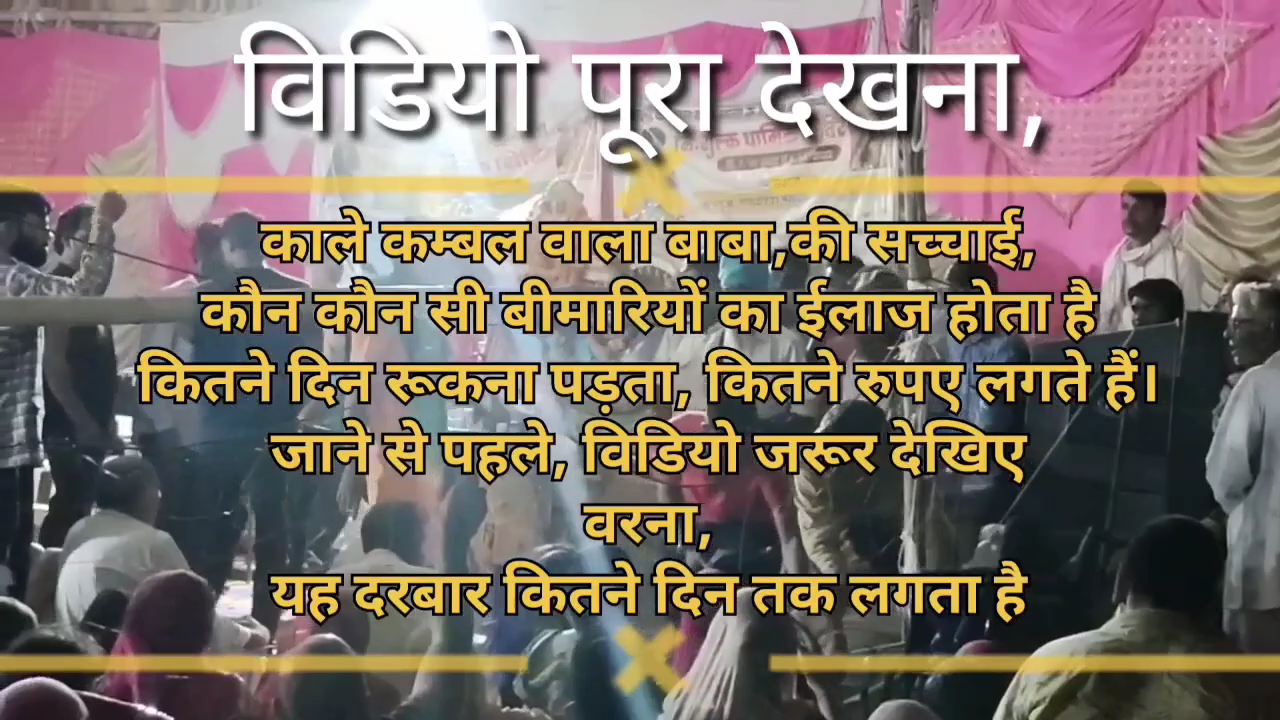 विडियो पूरा देखना,
काले कम्बल वाला बाबा,की सच्चाई,
कौन कौन सी बीमारियों का ईलाज होता है
कितने दिन रूकना पड़ता, कितने रुपए लगते हैं।
जाने से पहले, विडियो जरूर देखिए
वरना,
यह दरबार कितने दिन तक लगता है